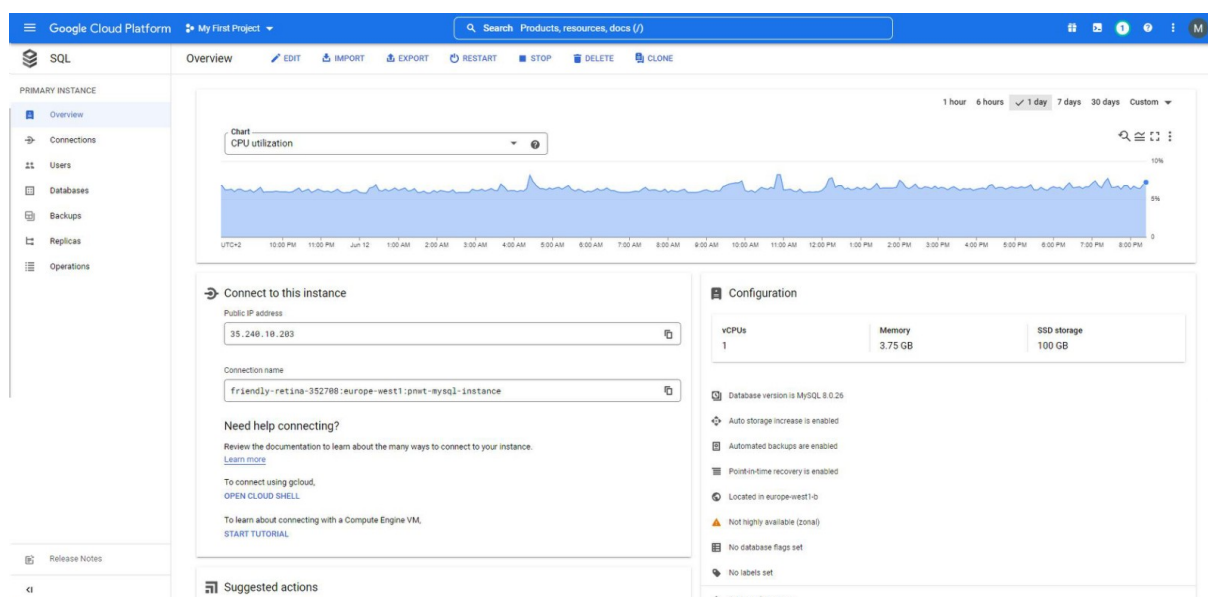 Google Cloud Platform My First Project Search Products, resources, docs (/) 1 M
SQL
Overview EDIT IMPORT EXPORT RESTART STOP DELETE CLONE
PRIMARY INSTANCE
Overview
Connections
Users
Databases
Backups
Replicas
Operations
Release Notes
1 hour 6 hours 1 day 7 days 30 days Custom
Chart
CPU utilization
10%
5%
0
UTC+2 10:00 PM 11:00 PM Jun 12 1:00 AM 2:00 AM 3:00 AM 4:00 AM 5:00 AM 6:00 AM 7:00 AM 8:00 AM 9:00 AM 10:00 AM 11:00 AM 12:00 PM 1:00 PM 2:00 PM 3:00 PM 4:00 PM 5:00 PM 6:00 PM 7:00 PM 8:00 PM
Connect to this instance
Public IP address
35.240.10.203
Connection name
friendly-retina-352708:europe-west1:pnwt-mysql-instance
Need help connecting?
Review the documentation to learn about the many ways to connect to your instance.
Learn more
To connect using gcloud,
OPEN CLOUD SHELL
To learn about connecting with a Compute Engine VM,
START TUTORIAL
Suggested actions
Configuration
vCPUs Memory SSD storage
1 3.75 GB 100 GB
Database version is MySQL 8.0.26
Auto storage increase is enabled
Automated backups are enabled
Point-in-time recovery is enabled
Located in europe-west1-b
Not highly available (zonal)
No database flags set
No labels set